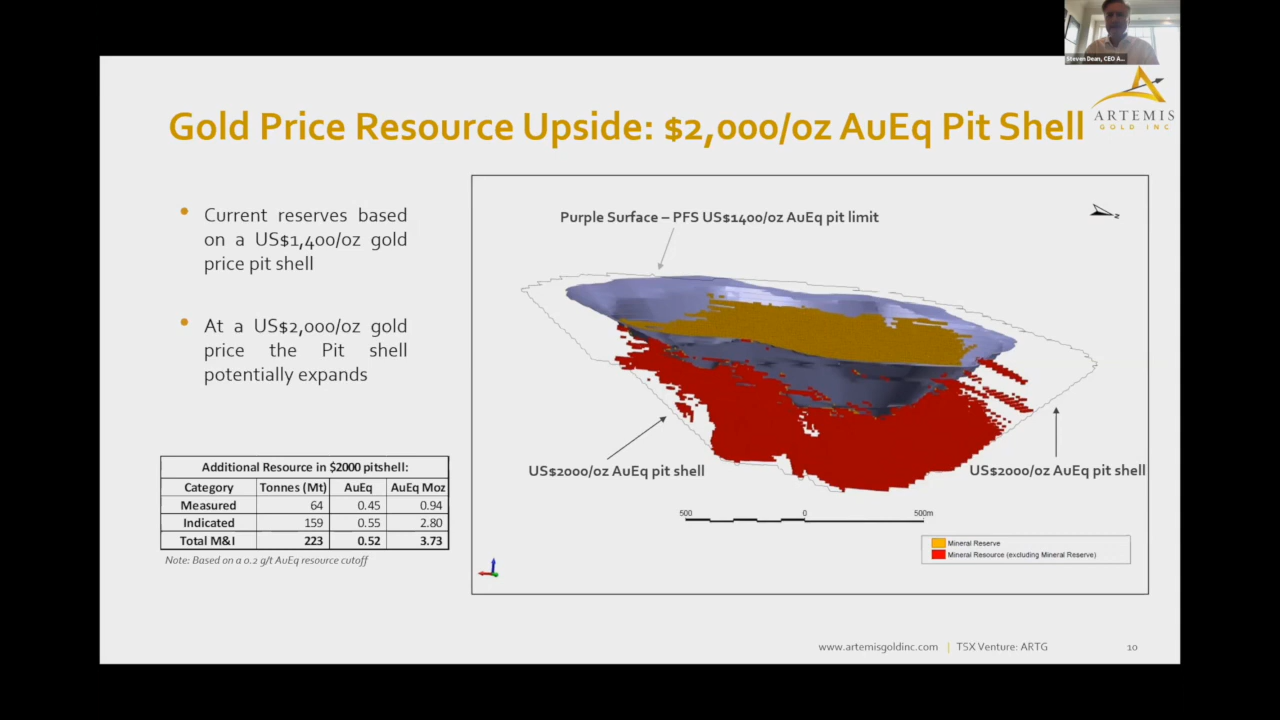 Steven Dean, CEO A...
ARTEMIS
GOLD INC
Gold Price Resource Upside: $2,000/oz AuEq Pit Shell
Current reserves based
on a US$1,400/oz gold
price pit shell
At a US$2,000/oz gold
price the Pit shell
potentially expands
Additional Resource in $2000 pitshell:
Category Tonnes (Mt) AuEq AuEq Moz
Measured 64 0.45 0.94
Indicated 159 0.55 2.80
Total M&I 223 0.52 3.73
Note: Based on a 0.2 g/t AuEq resource cutoff
Purple Surface – PFS US$1400/oz AuEq pit limit
N
US$2000/oz AuEq pit shell
US$2000/oz AuEq pit shell
500 0 500m
Mineral Reserve
Mineral Resource (excluding Mineral Reserve)
www.artemisgoldinc.com | TSX Venture: ARTG 10